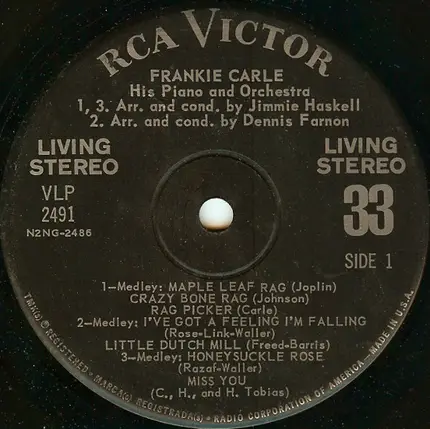 RCA VICTOR
FRANKIE CARLE
His Piano and Orchestra
1, 3. Arr. and cond. by Jimmie Haskell
2. Arr. and cond. by Dennis Farnon
LIVING
STEREO
VLP
2491
N2NG-2486
LIVING
STEREO
33
SIDE 1
1—Medley: MAPLE LEAF RAG (Joplin)
CRAZY BONE RAG (Johnson)
RAG PICKER (Carle)
2—Medley: I'VE GOT A FEELING I'M FALLING
(Rose-Link-Waller)
LITTLE DUTCH MILL (Freed-Barris)
3—Medley: HONEYSUCKLE ROSE
(Razaf-Waller)
MISS YOU
(C., H., and H. Tobias)
TMK(s) ® REGISTERED • MARCA(s) REGISTRADA(s) • RADIO CORPORATION OF AMERICA—MADE IN U.S.A.